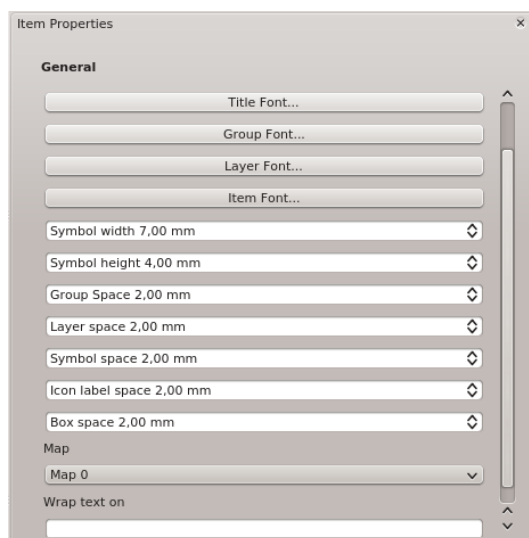 Item Properties
General
Title Font...
Group Font...
Layer Font...
Item Font...
Symbol width 7,00 mm
Symbol height 4,00 mm
Group Space 2,00 mm
Layer space 2,00 mm
Symbol space 2,00 mm
Icon label space 2,00 mm
Box space 2,00 mm
Map
Map 0
Wrap text on